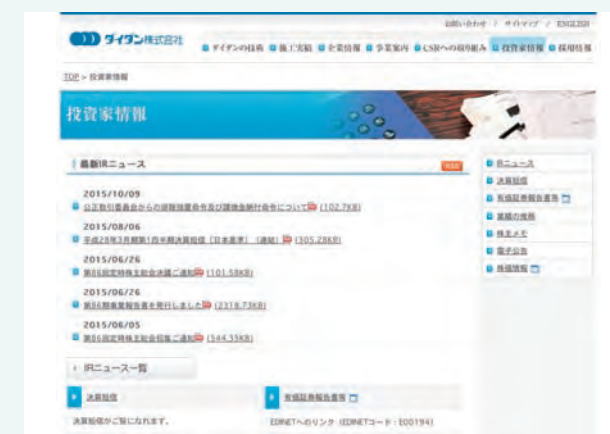 お問い合わせ / サイトマップ / ENGLISH
ダイダン株式会社
ダイダンの技術 施工実績 企業情報 事業案内 CSRへの取り組み 投資家情報 採用情報
TOP > 投資家情報
投資家情報
最新IRニュース
RSS
2015/10/09
公正取引委員会からの排除措置命令及び課徴金納付命令について (102.7KB)
2015/08/06
平成28年3月期第1四半期決算短信〔日本基準〕（連結） (305.28KB)
2015/06/26
第86回定時株主総会決議ご通知 (101.58KB)
2015/06/26
第86期事業報告書を発行しました (2318.73KB)
2015/06/05
第86回定時株主総会招集ご通知 (544.35KB)
IRニュース一覧
決算短信
決算短信がご覧になれます。
有価証券報告書等
EDINETへのリンク (EDINETコード：E00194)
IRニュース
決算短信
有価証券報告書等
業績の推移
株主メモ
電子公告
株価情報